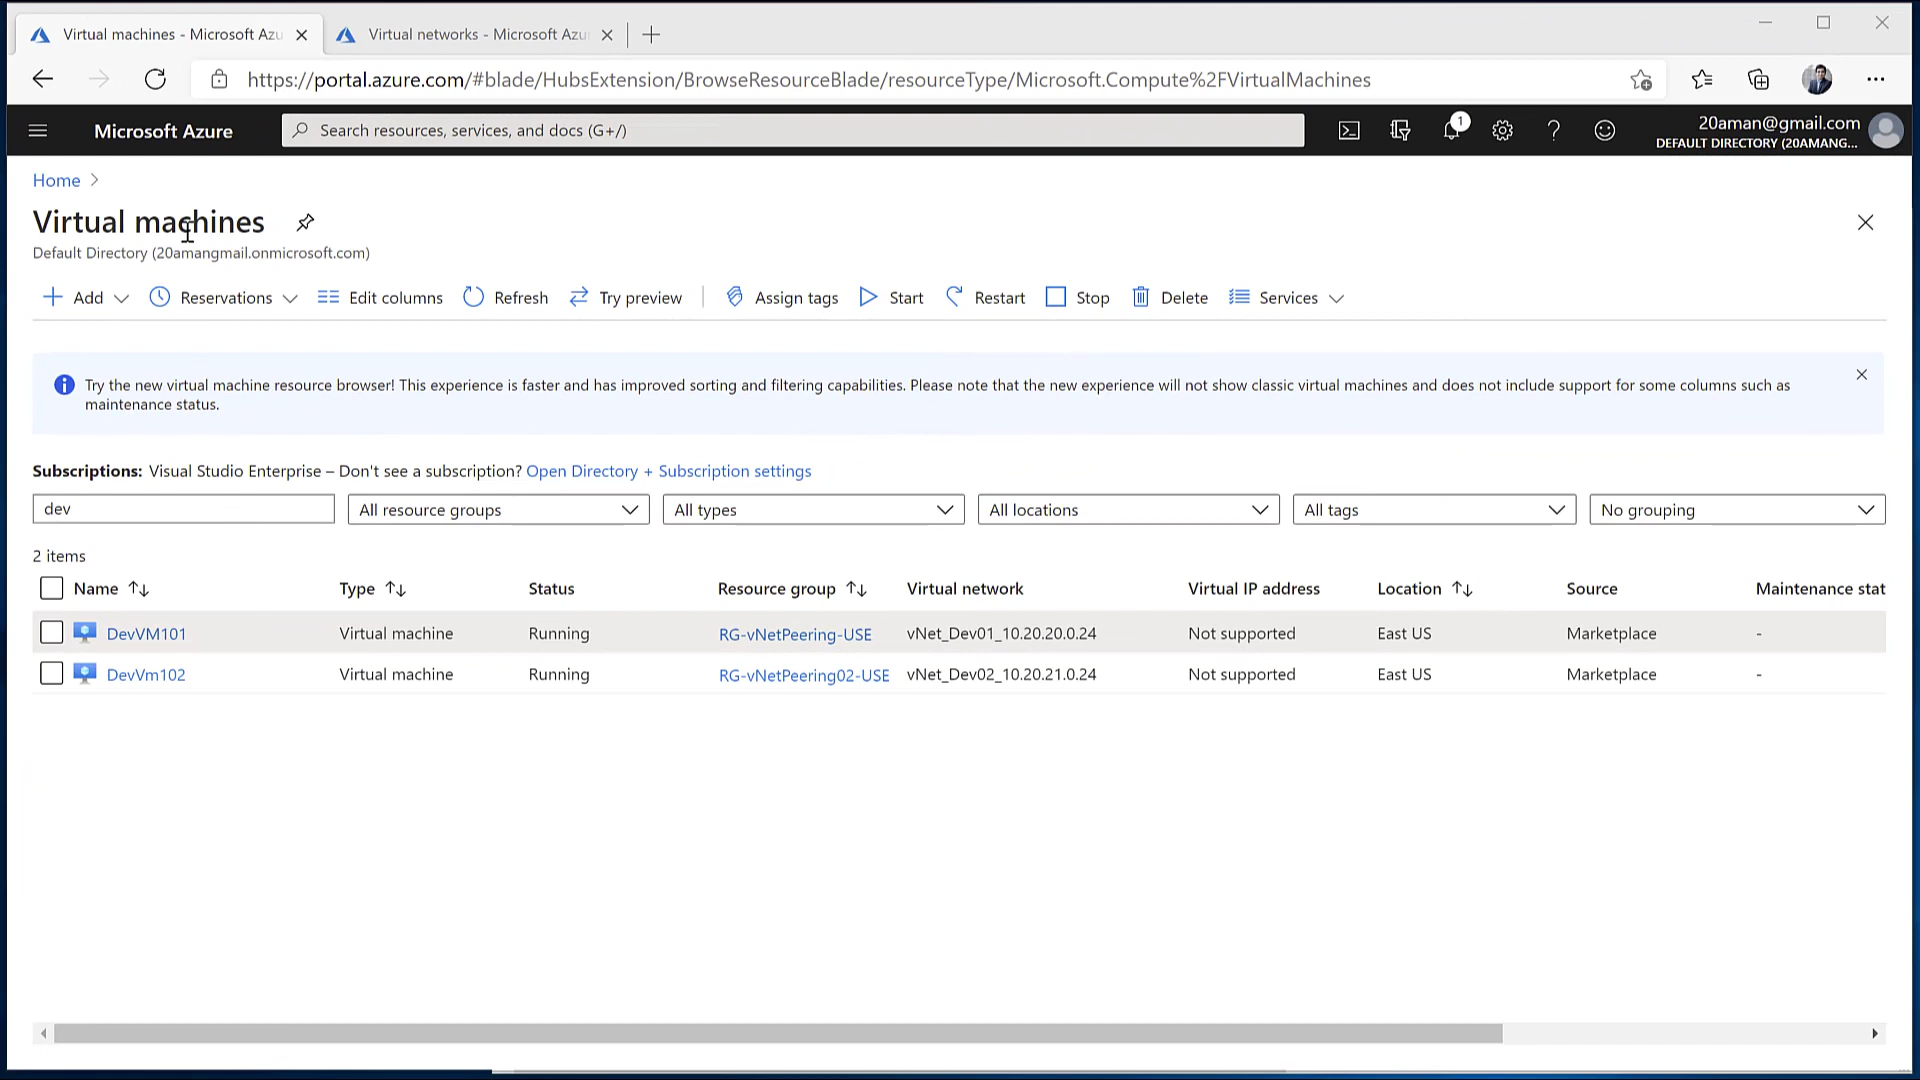 Virtual machines - Microsoft Azu
Virtual networks - Microsoft Azu
https://portal.azure.com/#blade/HubsExtension/BrowseResourceBlade/resourceType/Microsoft.Compute%2FVirtualMachines
Microsoft Azure
Search resources, services, and docs (G+/)
1
20aman@gmail.com
DEFAULT DIRECTORY (20AMANG...
Home
Virtual machines
Default Directory (20amangmail.onmicrosoft.com)
Add Reservations Edit columns Refresh Try preview Assign tags Start Restart Stop Delete Services
Try the new virtual machine resource browser! This experience is faster and has improved sorting and filtering capabilities. Please note that the new experience will not show classic virtual machines and does not include support for some columns such as
maintenance status.
Subscriptions: Visual Studio Enterprise – Don't see a subscription? Open Directory + Subscription settings
dev All resource groups All types All locations All tags No grouping
2 items
Name Type Status Resource group Virtual network Virtual IP address Location Source Maintenance stat
DevVM101 Virtual machine Running RG-vNetPeering-USE vNet_Dev01_10.20.20.0.24 Not supported East US Marketplace -
DevVm102 Virtual machine Running RG-vNetPeering02-USE vNet_Dev02_10.20.21.0.24 Not supported East US Marketplace -